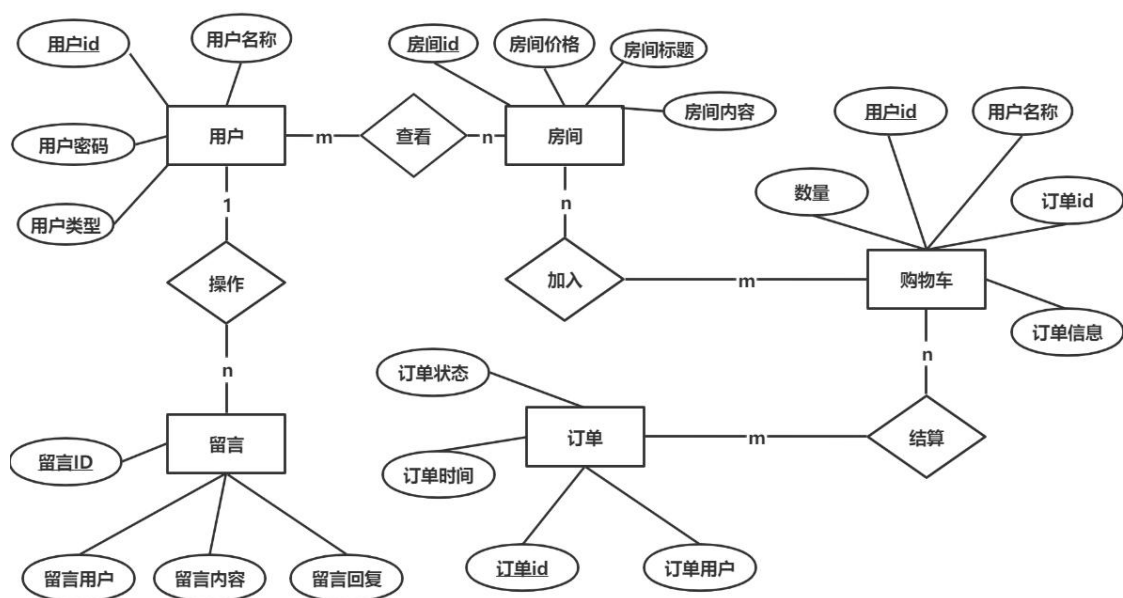 用户id
用户名称
用户密码
用户类型
用户
m
查看
n
房间id
房间价格
房间标题
房间内容
房间
1
操作
n
n
加入
m
用户id
用户名称
数量
订单id
购物车
订单信息
n
结算
m
订单状态
订单
订单时间
订单id
订单用户
留言
留言ID
留言用户
留言内容
留言回复